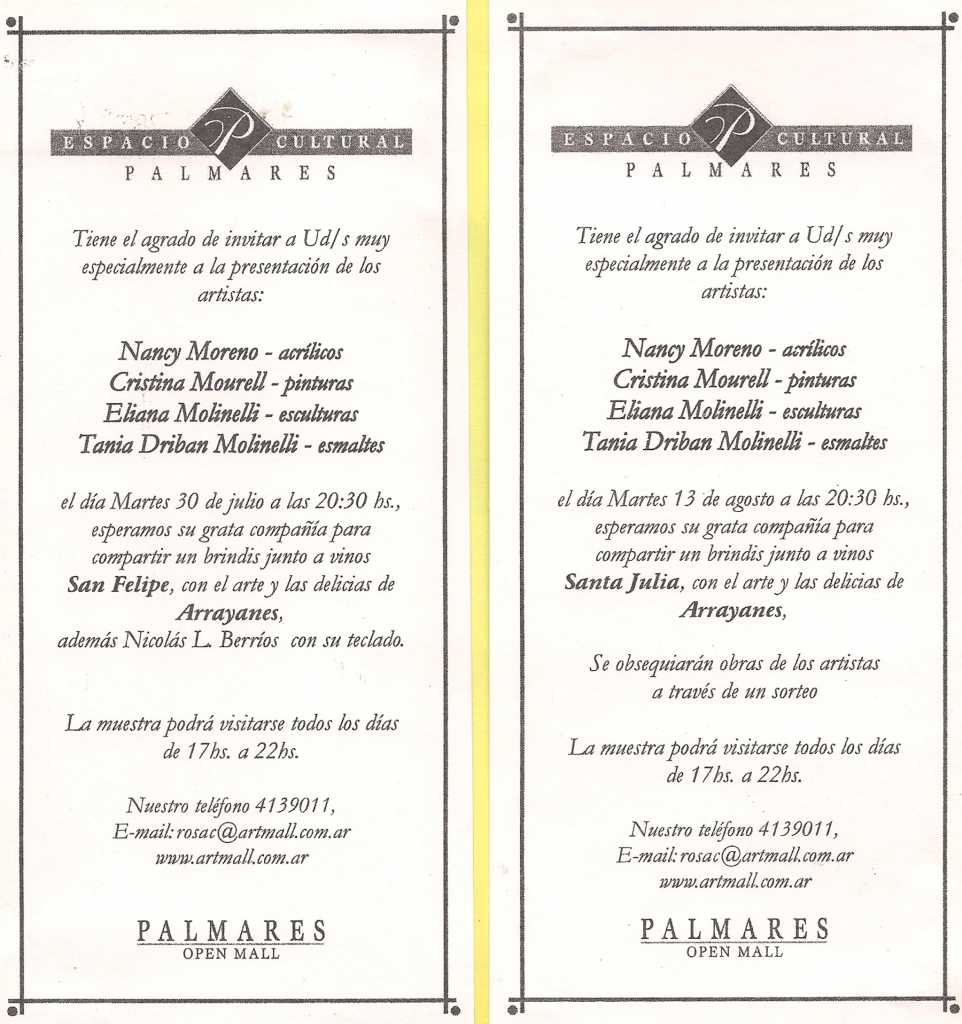 ESPACIO P CULTURAL
PALMARES
Tiene el agrado de invitar a Ud/s muy
especialmente a la presentación de los
artistas:
Nancy Moreno - acrílicos
Cristina Mourell - pinturas
Eliana Molinelli - esculturas
Tania Driban Molinelli - esmaltes
el día Martes 30 de julio a las 20:30 hs.,
esperamos su grata compañía para
compartir un brindis junto a vinos
San Felipe, con el arte y las delicias de
Arrayanes,
además Nicolás L. Berríos con su teclado.
La muestra podrá visitarse todos los días
de 17hs. a 22hs.
Nuestro teléfono 4139011,
E-mail: rosac@artmall.com.ar
www.artmall.com.ar
PALMARES
OPEN MALL
ESPACIO P CULTURAL
PALMARES
Tiene el agrado de invitar a Ud/s muy
especialmente a la presentación de los
artistas:
Nancy Moreno - acrílicos
Cristina Mourell - pinturas
Eliana Molinelli - esculturas
Tania Driban Molinelli - esmaltes
el día Martes 13 de agosto a las 20:30 hs.,
esperamos su grata compañía para
compartir un brindis junto a vinos
Santa Julia, con el arte y las delicias de
Arrayanes,
Se obsequiarán obras de los artistas
a través de un sorteo
La muestra podrá visitarse todos los días
de 17hs. a 22hs.
Nuestro teléfono 4139011,
E-mail: rosac@artmall.com.ar
www.artmall.com.ar
PALMARES
OPEN MALL